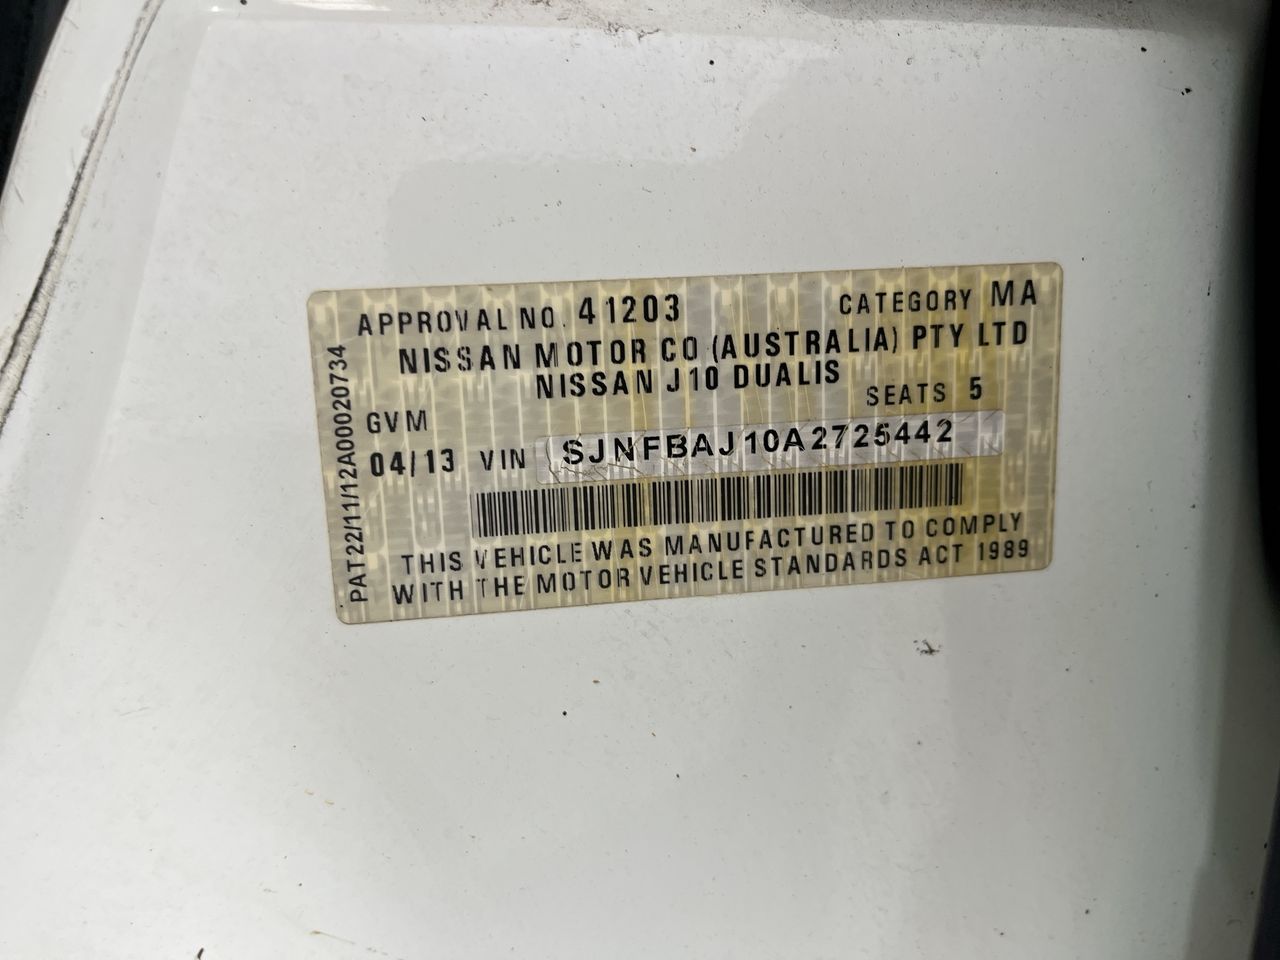 APPROVAL NO. 41203 CATEGORY MA
NISSAN MOTOR CO (AUSTRALIA) PTY LTD
NISSAN J10 DUALIS
GVM SEATS 5
04/13 VIN SJNFBAJ10A2725442
THIS VEHICLE WAS MANUFACTURED TO COMPLY
WITH THE MOTOR VEHICLE STANDARDS ACT 1989
PAT22/11/12A00020734